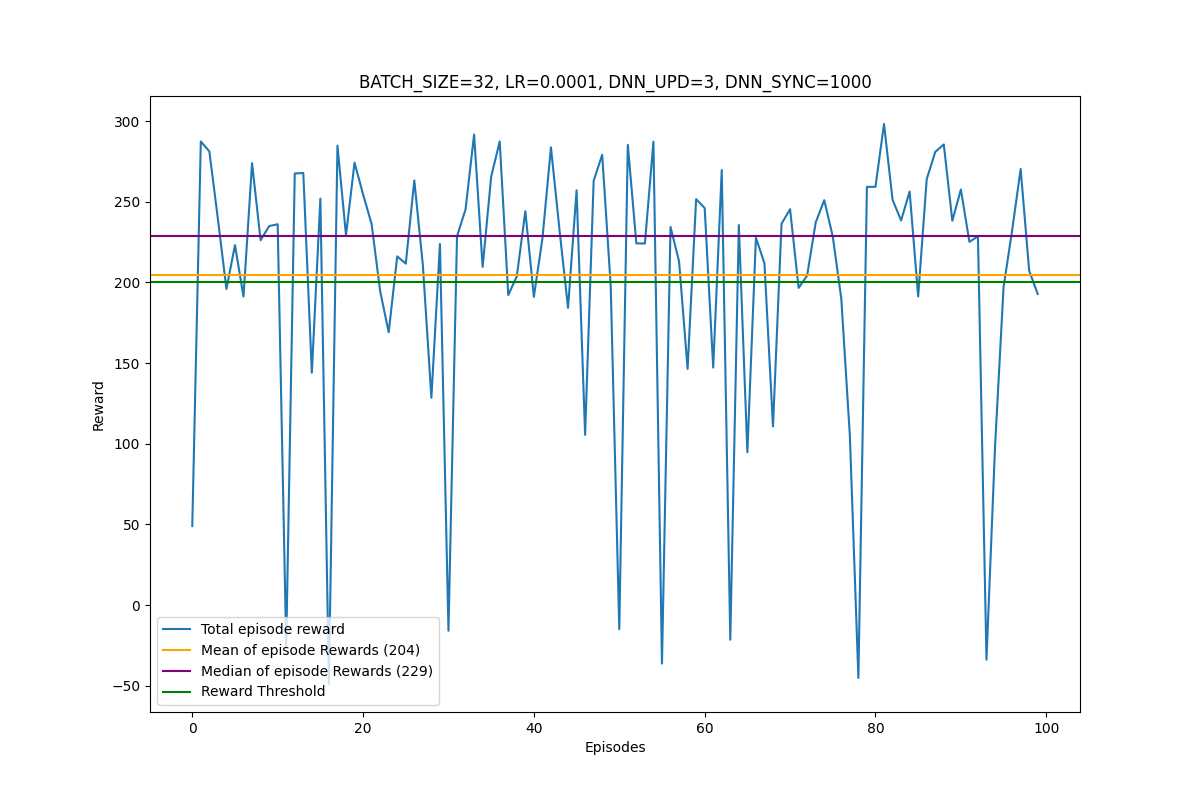 BATCH_SIZE=32, LR=0.0001, DNN_UPD=3, DNN_SYNC=1000
300
250
200
150
100
50
0
−50
Reward
Total episode reward
Mean of episode Rewards (204)
Median of episode Rewards (229)
Reward Threshold
0 20 40 60 80 100
Episodes